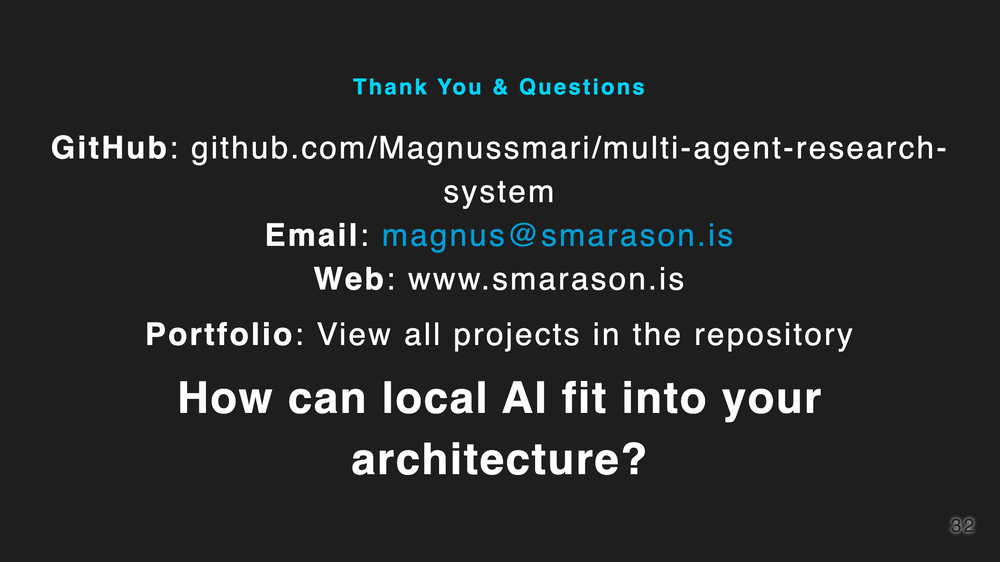 Thank You & Questions
GitHub: github.com/Magnussmari/multi-agent-research-
system
Email: magnus@smarason.is
Web: www.smarason.is
Portfolio: View all projects in the repository
How can local AI fit into your
architecture?
32